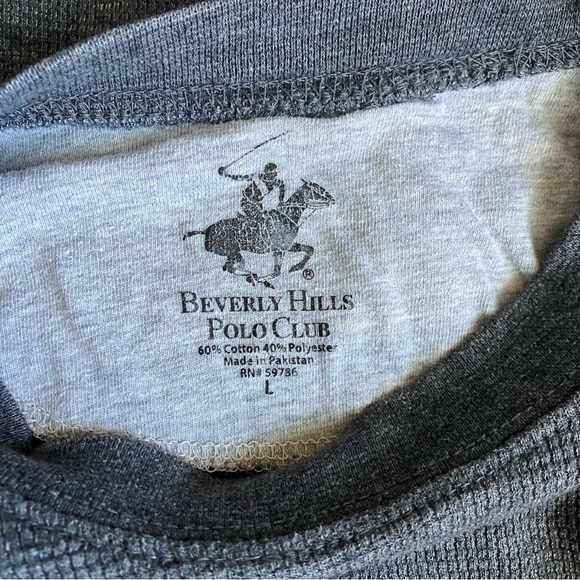 ®
BEVERLY HILLS
POLO CLUB
60% Cotton 40% Polyester
Made in Pakistan
RN# 59786
L